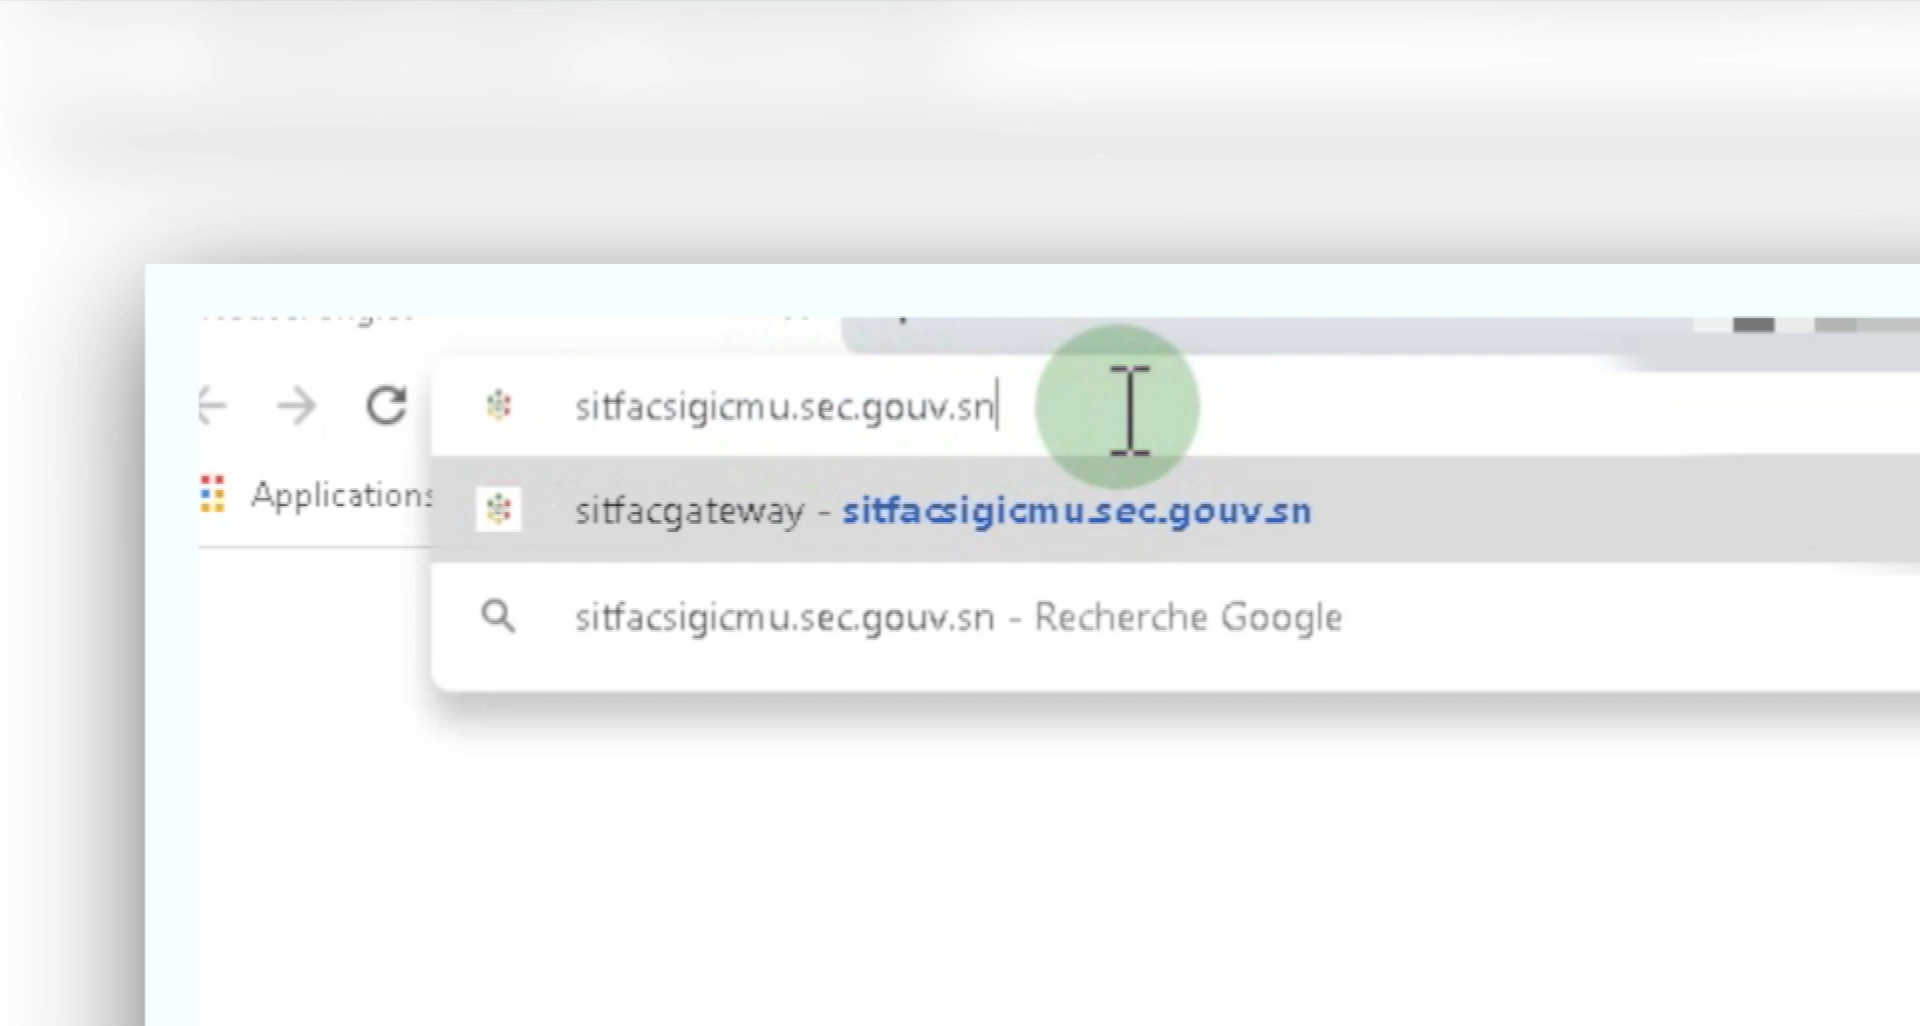 sitfacsigicmu.sec.gouv.sn
Applications
sitfacgateway - sitfacsigicmu.sec.gouv.sn
sitfacsigicmu.sec.gouv.sn - Recherche Google